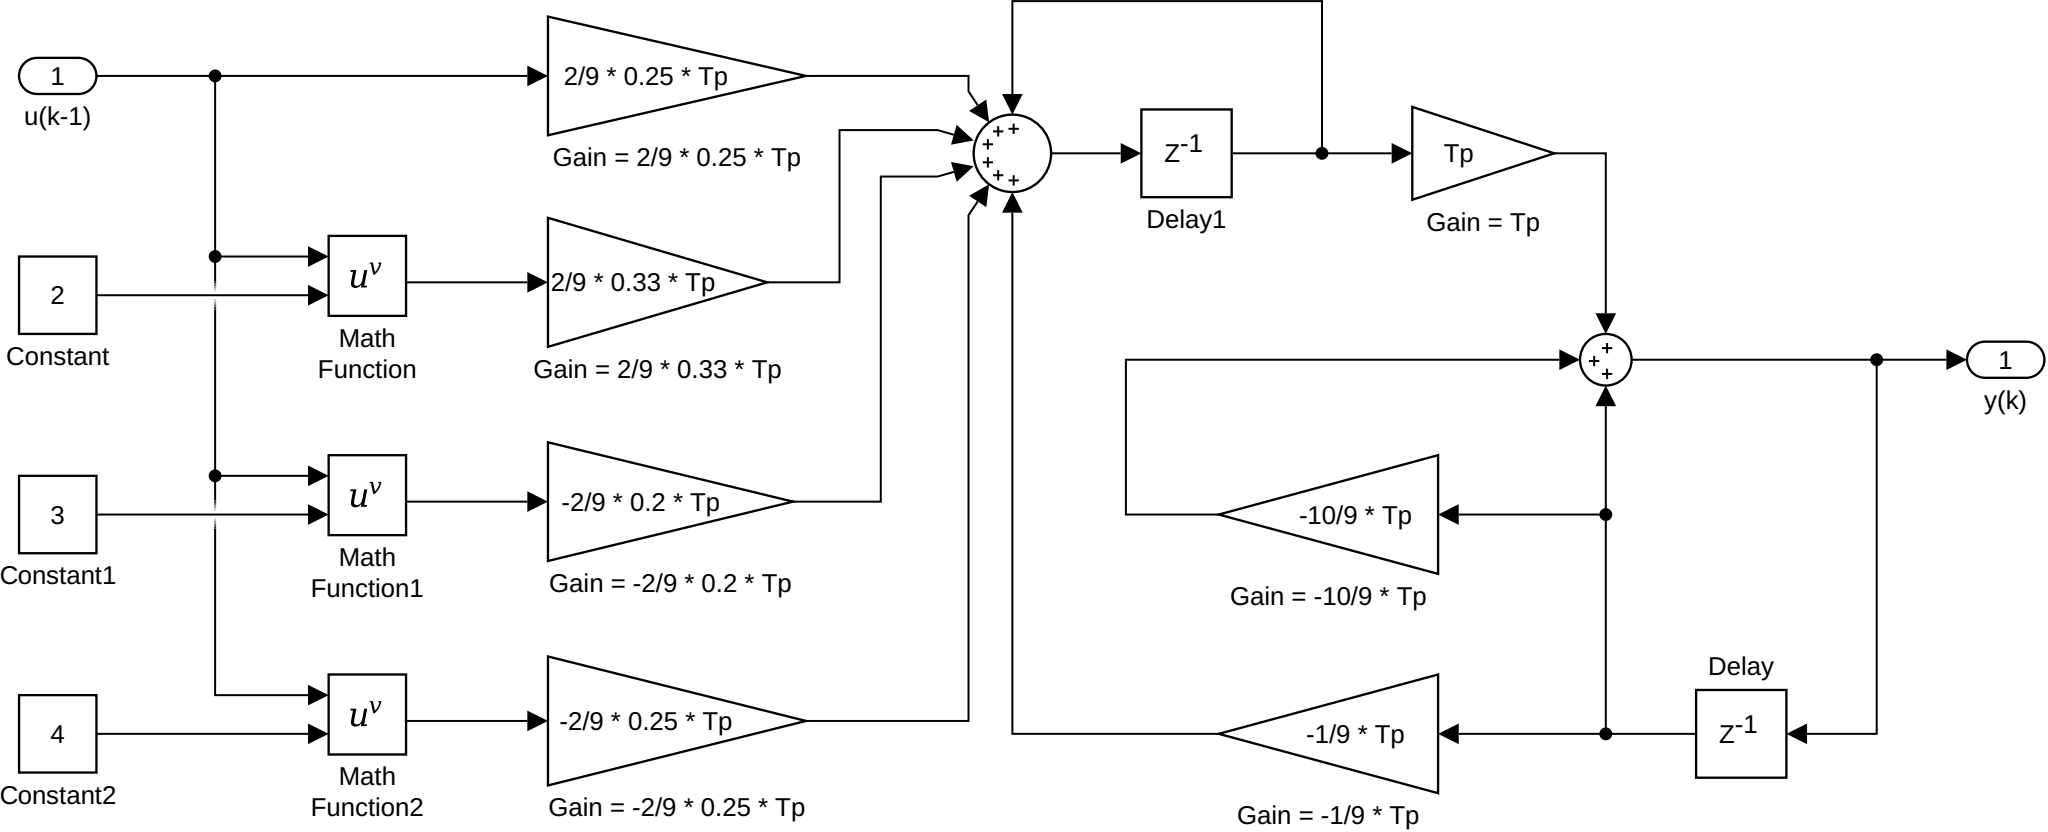 1
u(k-1)
2/9 * 0.25 * Tp
Gain = 2/9 * 0.25 * Tp
+
+
+
+
+
+
Z-1
Delay1
Tp
Gain = Tp
2
Constant
uv
Math
Function
2/9 * 0.33 * Tp
Gain = 2/9 * 0.33 * Tp
+
+
+
1
y(k)
3
Constant1
uv
Math
Function1
-2/9 * 0.2 * Tp
Gain = -2/9 * 0.2 * Tp
-10/9 * Tp
Gain = -10/9 * Tp
4
Constant2
uv
Math
Function2
-2/9 * 0.25 * Tp
Gain = -2/9 * 0.25 * Tp
-1/9 * Tp
Gain = -1/9 * Tp
Delay
Z-1